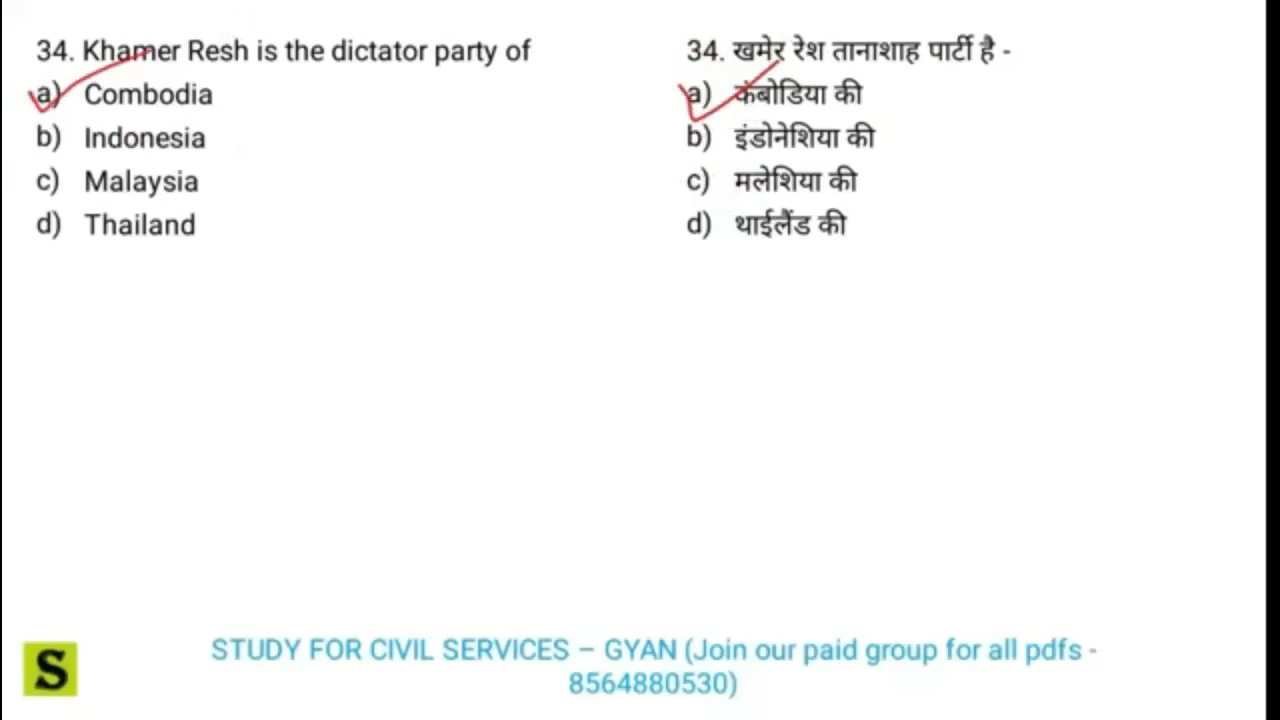 34. Khamer Resh is the dictator party of
a) Combodia
b) Indonesia
c) Malaysia
d) Thailand
34. खमेर रेश तानाशाह पार्टी है -
a) कंबोडिया की
b) इंडोनेशिया की
c) मलेशिया की
d) थाईलैंड की
S
STUDY FOR CIVIL SERVICES – GYAN (Join our paid group for all pdfs -
8564880530)